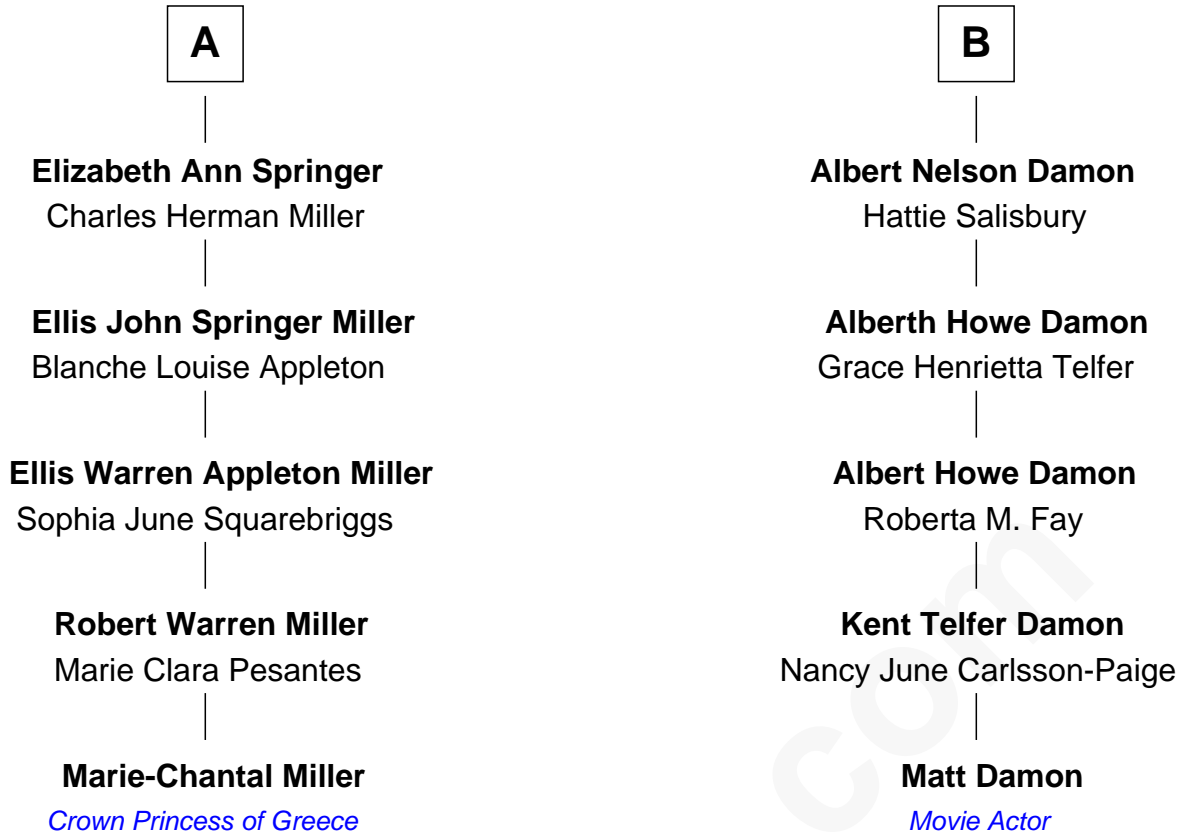 A
B
Elizabeth Ann Springer
Charles Herman Miller
Albert Nelson Damon
Hattie Salisbury
Ellis John Springer Miller
Blanche Louise Appleton
Alberth Howe Damon
Grace Henrietta Telfer
Ellis Warren Appleton Miller
Sophia June Squarebriggs
Albert Howe Damon
Roberta M. Fay
Robert Warren Miller
Marie Clara Pesantes
Kent Telfer Damon
Nancy June Carlsson-Paige
Marie-Chantal Miller
Crown Princess of Greece
Matt Damon
Movie Actor
com